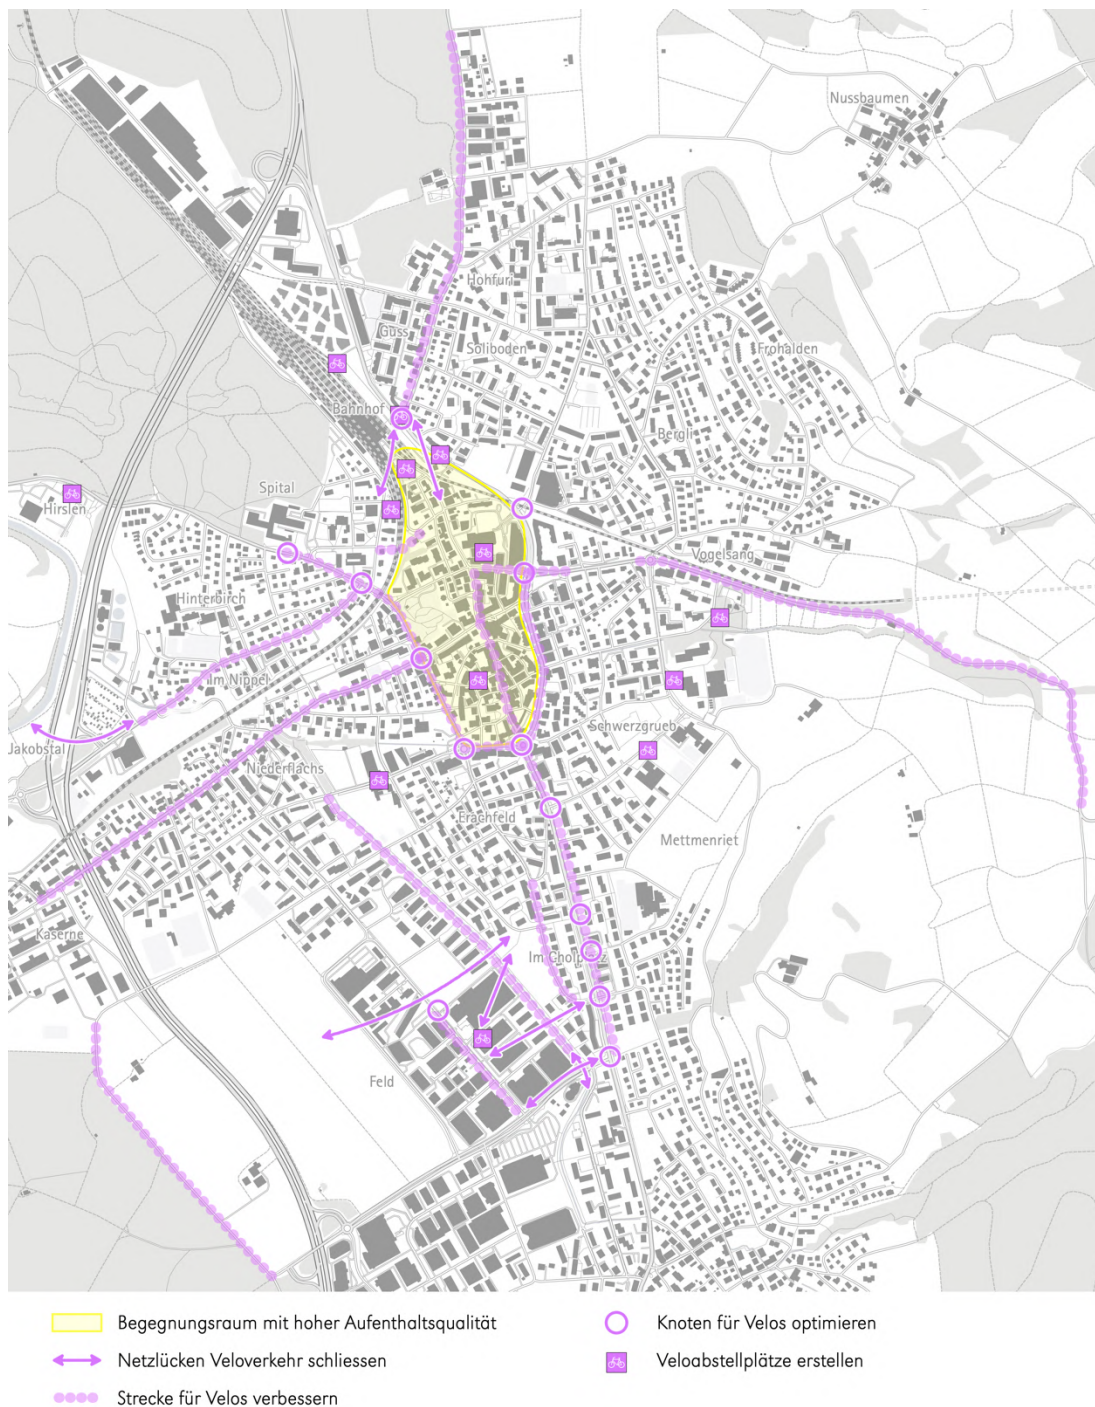 Nussbaumen
Hohfuri
Guss
Soliboden
Frohalden
Bahnhof
Bergli
Spital
Hirslen
Vogelsang
Hinterbirch
Im Nippel
Schwerzgrueb
Jakobstal
Niederflachs
Erachfeld
Mettmenriet
Kaserne
Feld
Begegnungsraum mit hoher Aufenthaltsqualität
Knoten für Velos optimieren
Netzlücken Veloverkehr schliessen
Veloabstellplätze erstellen
Strecke für Velos verbessern